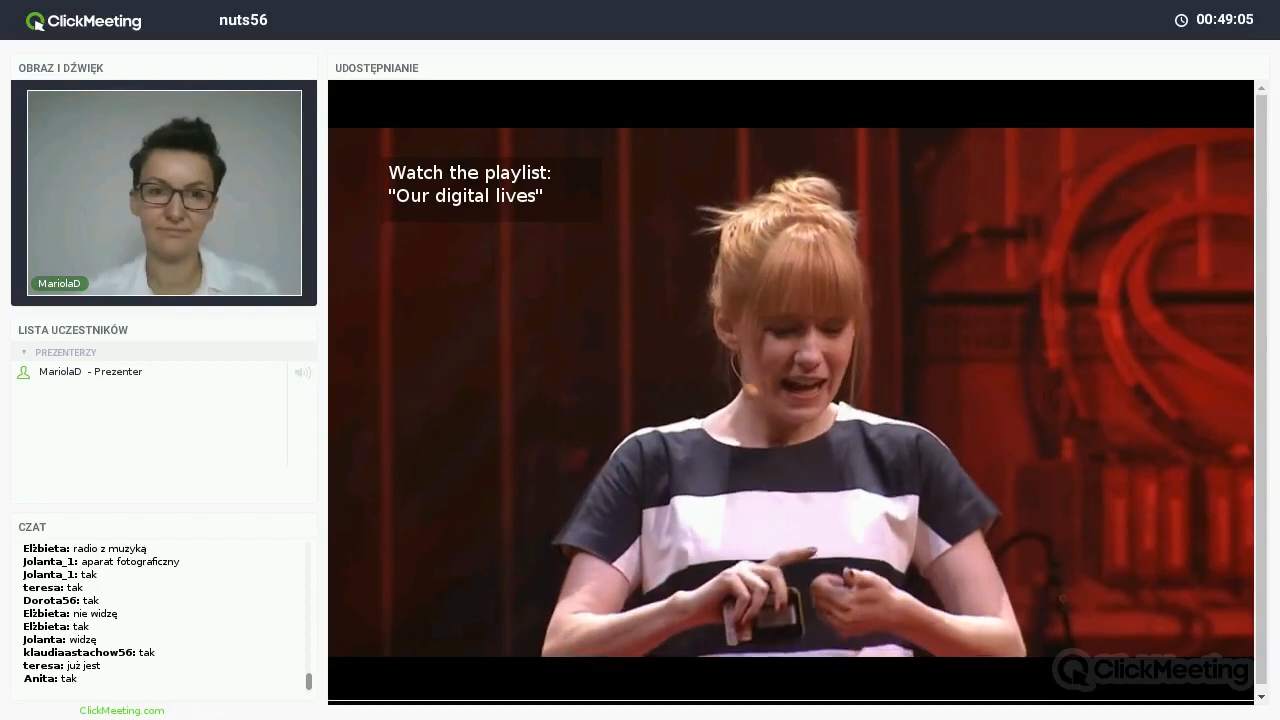 ClickMeeting
nuts56
00:49:05
OBRAZ I DŹWIĘK
MariolaD
LISTA UCZESTNIKÓW
PREZENTERZY
MariolaD - Prezenter
CZAT
Elżbieta: radio z muzyką
Jolanta_1: aparat fotograficzny
Jolanta_1: tak
teresa: tak
Dorota56: tak
Elżbieta: nie widzę
Elżbieta: tak
Jolanta: widzę
klaudiaastachow56: tak
teresa: już jest
Anita: tak
ClickMeeting.com
UDOSTĘPNIANIE
Watch the playlist:
"Our digital lives"
ClickMeeting